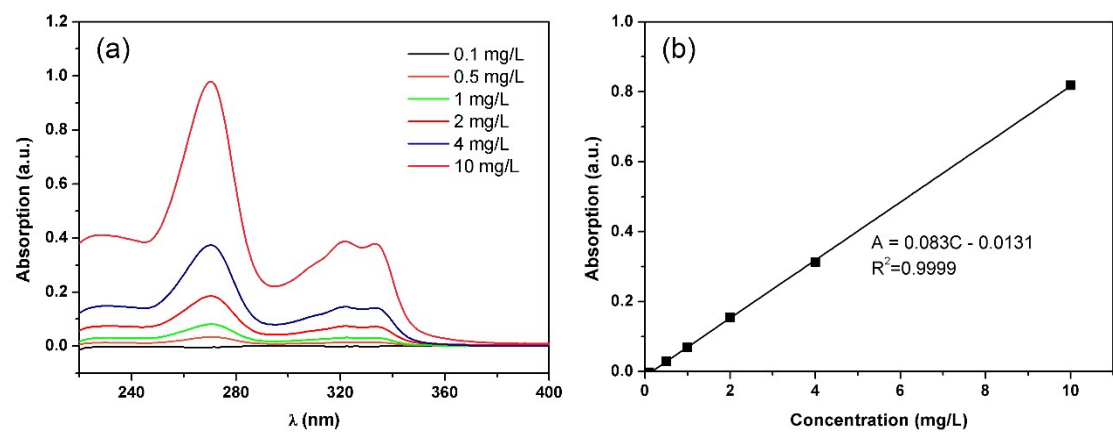 (a)
1.2
1.0
0.8
0.6
0.4
0.2
0.0
Absorption (a.u.)
0.1 mg/L
0.5 mg/L
1 mg/L
2 mg/L
4 mg/L
10 mg/L
240 280 320 360 400
λ (nm)
(b)
1.0
0.8
0.6
0.4
0.2
0.0
Absorption (a.u.)
A = 0.083C - 0.0131
R²=0.9999
0 2 4 6 8 10
Concentration (mg/L)